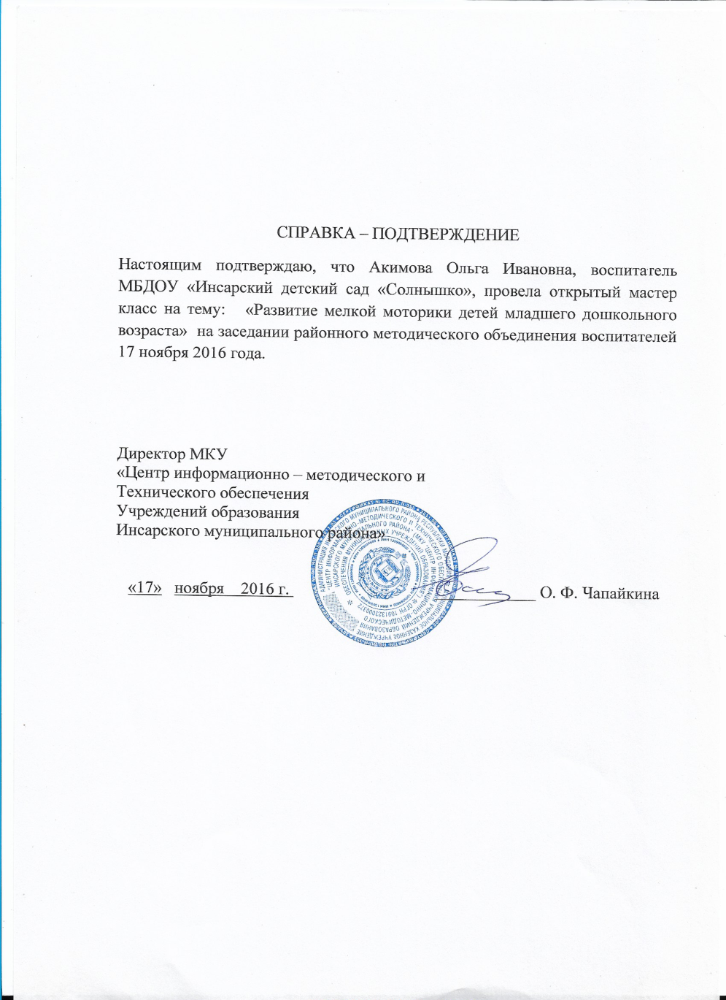 СПРАВКА – ПОДТВЕРЖДЕНИЕ
Настоящим подтверждаю, что Акимова Ольга Ивановна, воспитатель
МБДОУ «Инсарский детский сад «Солнышко», провела открытый мастер
класс на тему: «Развитие мелкой моторики детей младшего дошкольного
возраста» на заседании районного методического объединения воспитателей
17 ноября 2016 года.
Директор МКУ
«Центр информационно – методического и
Технического обеспечения
Учреждений образования
Инсарского муниципального района»
«17» ноября 2016 г.
О. Ф. Чапайкина